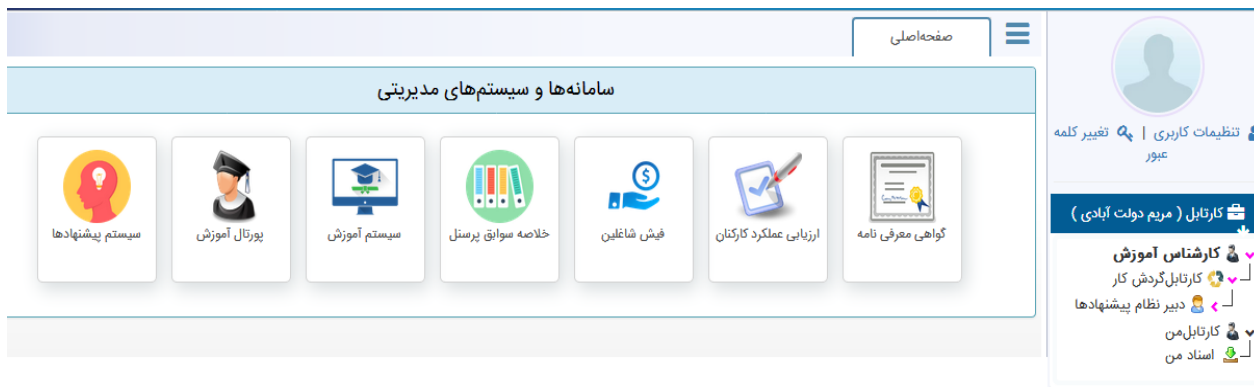 صفحه‌اصلی
سامانه‌ها و سیستم‌های مدیریتی
گواهی معرفی نامه
ارزیابی عملکرد کارکنان
فیش شاغلین
خلاصه سوابق پرسنل
سیستم آموزش
پورتال آموزش
سیستم پیشنهادها
تنظیمات کاربری | تغییر کلمه
عبور
کارتابل ( مریم دولت آبادی )
کارشناس آموزش
کارتابل‌گردش کار
دبیر نظام پیشنهادها
کارتابل‌من
اسناد من